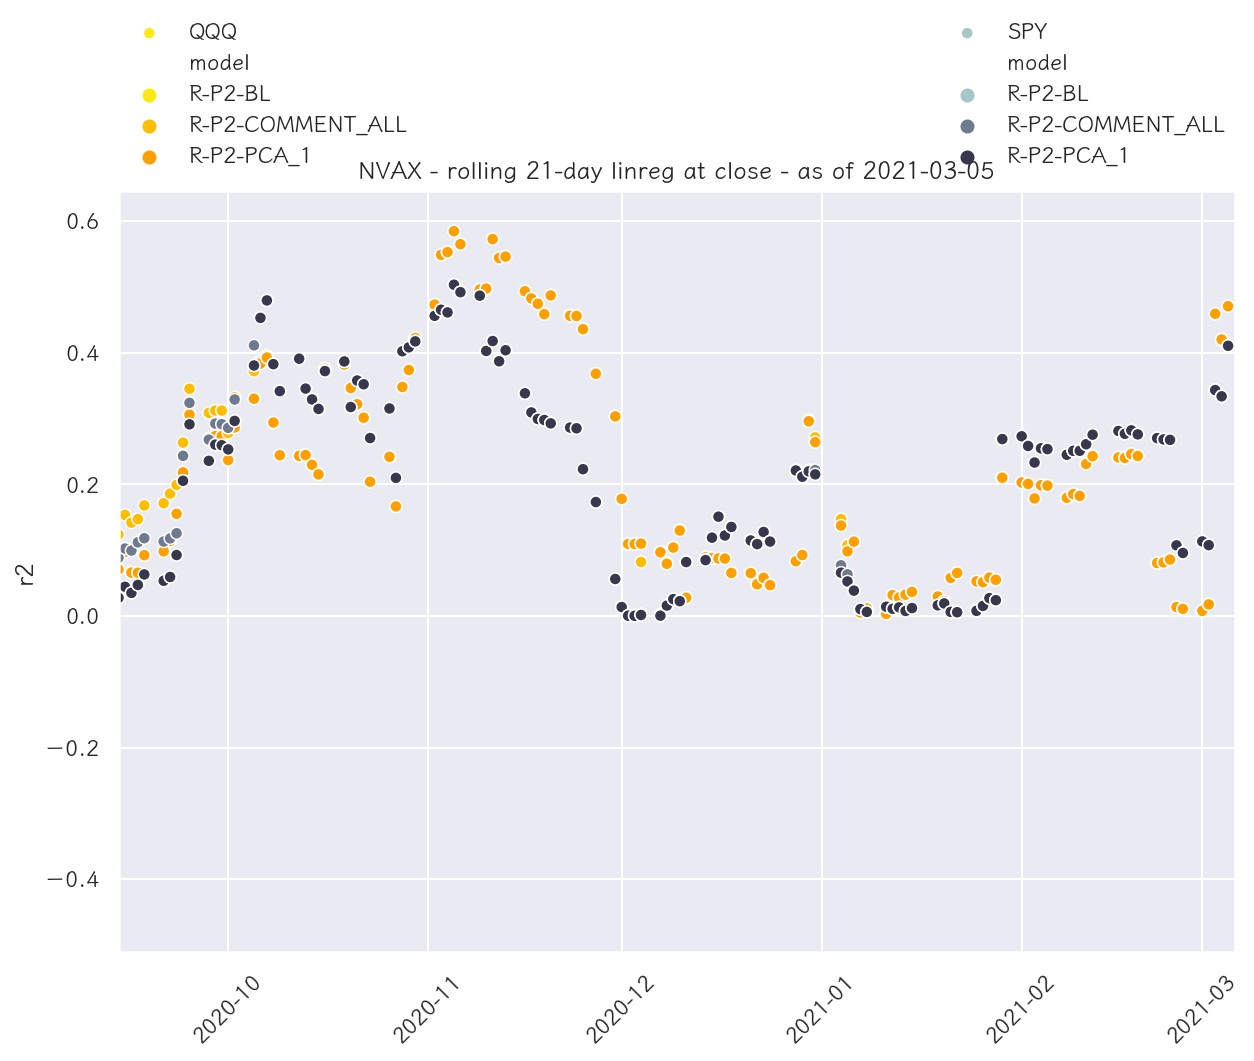 QQQ
model
R-P2-BL
R-P2-COMMENT_ALL
R-P2-PCA_1
SPY
model
R-P2-BL
R-P2-COMMENT_ALL
R-P2-PCA_1
NVAX - rolling 21-day linreg at close - as of 2021-03-05
0.6
0.4
0.2
0.0
−0.2
−0.4
r2
2020-10
2020-11
2020-12
2021-01
2021-02
2021-03